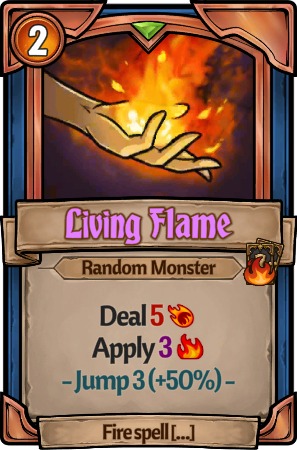 2
Living Flame
Random Monster
Deal 5
Apply 3
- Jump 3 (+50%) -
Fire spell [...]